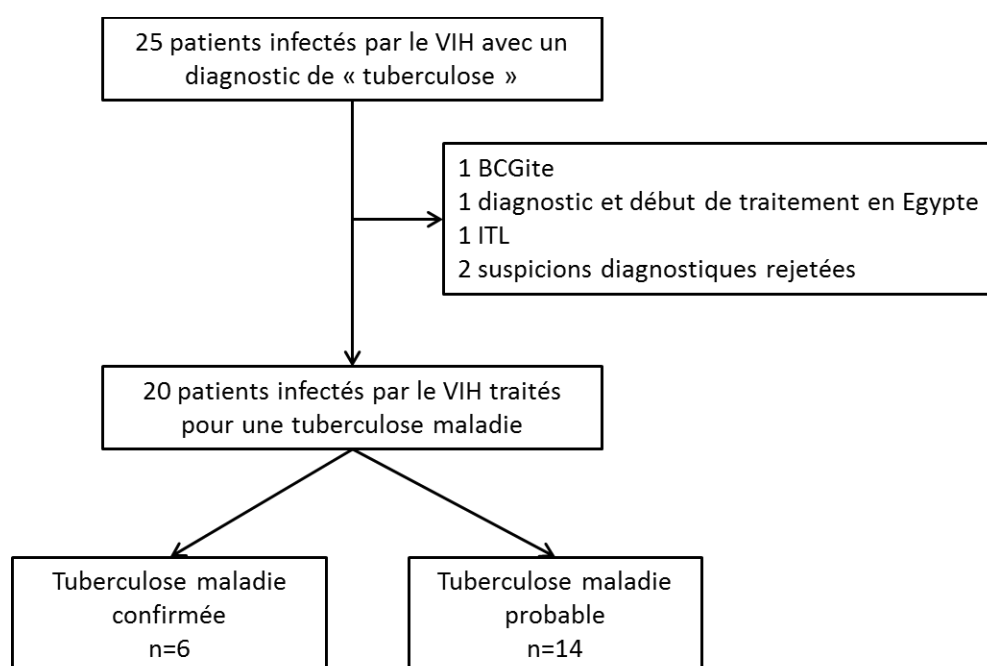 25 patients infectés par le VIH avec un
diagnostic de « tuberculose »
1 BCGite
1 diagnostic et début de traitement en Egypte
1 ITL
2 suspicions diagnostiques rejetées
20 patients infectés par le VIH traités
pour une tuberculose maladie
Tuberculose maladie
confirmée
n=6
Tuberculose maladie
probable
n=14